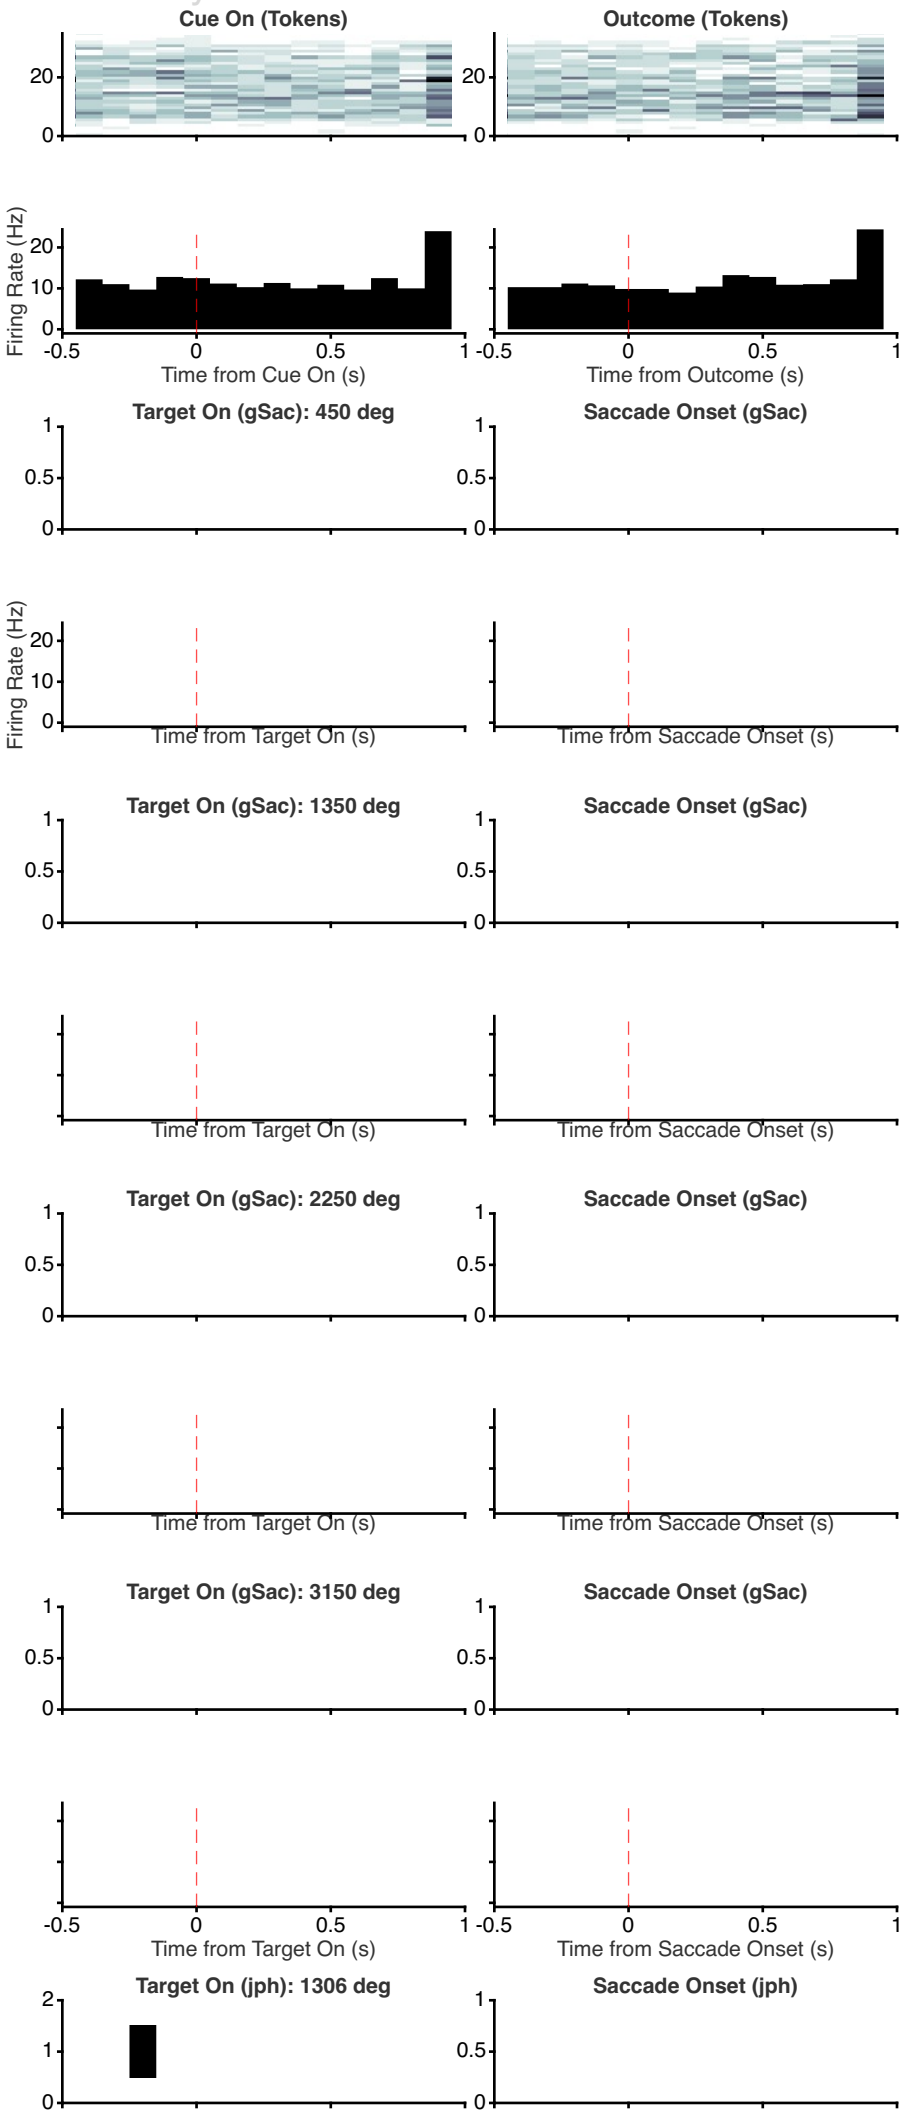 Cue On (Tokens) Outcome (Tokens)
20 20
0 0
Firing Rate (Hz)
20
10
0
-0.5 0 0.5 1 -0.5 0 0.5 1
Time from Cue On (s) Time from Outcome (s)
Target On (gSac): 450 deg Saccade Onset (gSac)
1 1
0.5 0.5
0 0
Firing Rate (Hz)
20
10
0
Time from Target On (s) Time from Saccade Onset (s)
Target On (gSac): 1350 deg Saccade Onset (gSac)
1 1
0.5 0.5
0 0
Time from Target On (s) Time from Saccade Onset (s)
Target On (gSac): 2250 deg Saccade Onset (gSac)
1 1
0.5 0.5
0 0
Time from Target On (s) Time from Saccade Onset (s)
Target On (gSac): 3150 deg Saccade Onset (gSac)
1 1
0.5 0.5
0 0
-0.5 0 0.5 1 -0.5 0 0.5 1
Time from Target On (s) Time from Saccade Onset (s)
Target On (jph): 1306 deg Saccade Onset (jph)
2 1
1 0.5
0 0